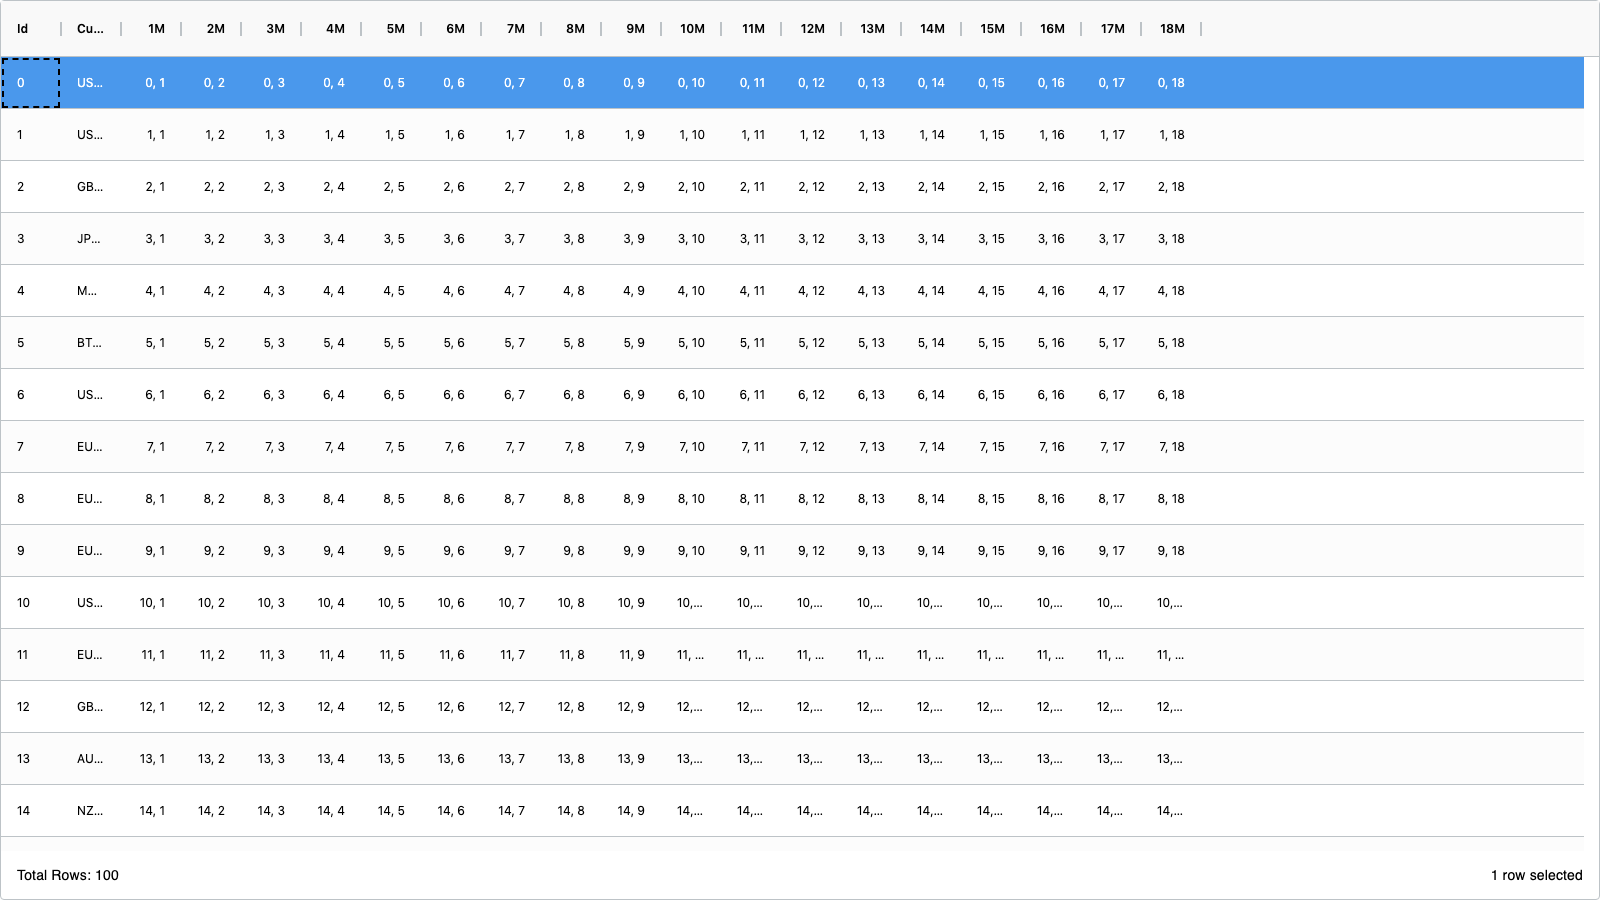 Id Cu... 1M 2M 3M 4M 5M 6M 7M 8M 9M 10M 11M 12M 13M 14M 15M 16M 17M 18M
0 US... 0, 1 0, 2 0, 3 0, 4 0, 5 0, 6 0, 7 0, 8 0, 9 0, 10 0, 11 0, 12 0, 13 0, 14 0, 15 0, 16 0, 17 0, 18
1 US... 1, 1 1, 2 1, 3 1, 4 1, 5 1, 6 1, 7 1, 8 1, 9 1, 10 1, 11 1, 12 1, 13 1, 14 1, 15 1, 16 1, 17 1, 18
2 GB... 2, 1 2, 2 2, 3 2, 4 2, 5 2, 6 2, 7 2, 8 2, 9 2, 10 2, 11 2, 12 2, 13 2, 14 2, 15 2, 16 2, 17 2, 18
3 JP... 3, 1 3, 2 3, 3 3, 4 3, 5 3, 6 3, 7 3, 8 3, 9 3, 10 3, 11 3, 12 3, 13 3, 14 3, 15 3, 16 3, 17 3, 18
4 M... 4, 1 4, 2 4, 3 4, 4 4, 5 4, 6 4, 7 4, 8 4, 9 4, 10 4, 11 4, 12 4, 13 4, 14 4, 15 4, 16 4, 17 4, 18
5 BT... 5, 1 5, 2 5, 3 5, 4 5, 5 5, 6 5, 7 5, 8 5, 9 5, 10 5, 11 5, 12 5, 13 5, 14 5, 15 5, 16 5, 17 5, 18
6 US... 6, 1 6, 2 6, 3 6, 4 6, 5 6, 6 6, 7 6, 8 6, 9 6, 10 6, 11 6, 12 6, 13 6, 14 6, 15 6, 16 6, 17 6, 18
7 EU... 7, 1 7, 2 7, 3 7, 4 7, 5 7, 6 7, 7 7, 8 7, 9 7, 10 7, 11 7, 12 7, 13 7, 14 7, 15 7, 16 7, 17 7, 18
8 EU... 8, 1 8, 2 8, 3 8, 4 8, 5 8, 6 8, 7 8, 8 8, 9 8, 10 8, 11 8, 12 8, 13 8, 14 8, 15 8, 16 8, 17 8, 18
9 EU... 9, 1 9, 2 9, 3 9, 4 9, 5 9, 6 9, 7 9, 8 9, 9 9, 10 9, 11 9, 12 9, 13 9, 14 9, 15 9, 16 9, 17 9, 18
10 US... 10, 1 10, 2 10, 3 10, 4 10, 5 10, 6 10, 7 10, 8 10, 9 10,... 10,... 10,... 10,... 10,... 10,... 10,... 10,... 10,...
11 EU... 11, 1 11, 2 11, 3 11, 4 11, 5 11, 6 11, 7 11, 8 11, 9 11, ... 11, ... 11, ... 11, ... 11, ... 11, ... 11, ... 11, ... 11, ...
12 GB... 12, 1 12, 2 12, 3 12, 4 12, 5 12, 6 12, 7 12, 8 12, 9 12,... 12,... 12,... 12,... 12,... 12,... 12,... 12,... 12,...
13 AU... 13, 1 13, 2 13, 3 13, 4 13, 5 13, 6 13, 7 13, 8 13, 9 13,... 13,... 13,... 13,... 13,... 13,... 13,... 13,... 13,...
14 NZ... 14, 1 14, 2 14, 3 14, 4 14, 5 14, 6 14, 7 14, 8 14, 9 14,... 14,... 14,... 14,... 14,... 14,... 14,... 14,... 14,...
Total Rows: 100 1 row selected